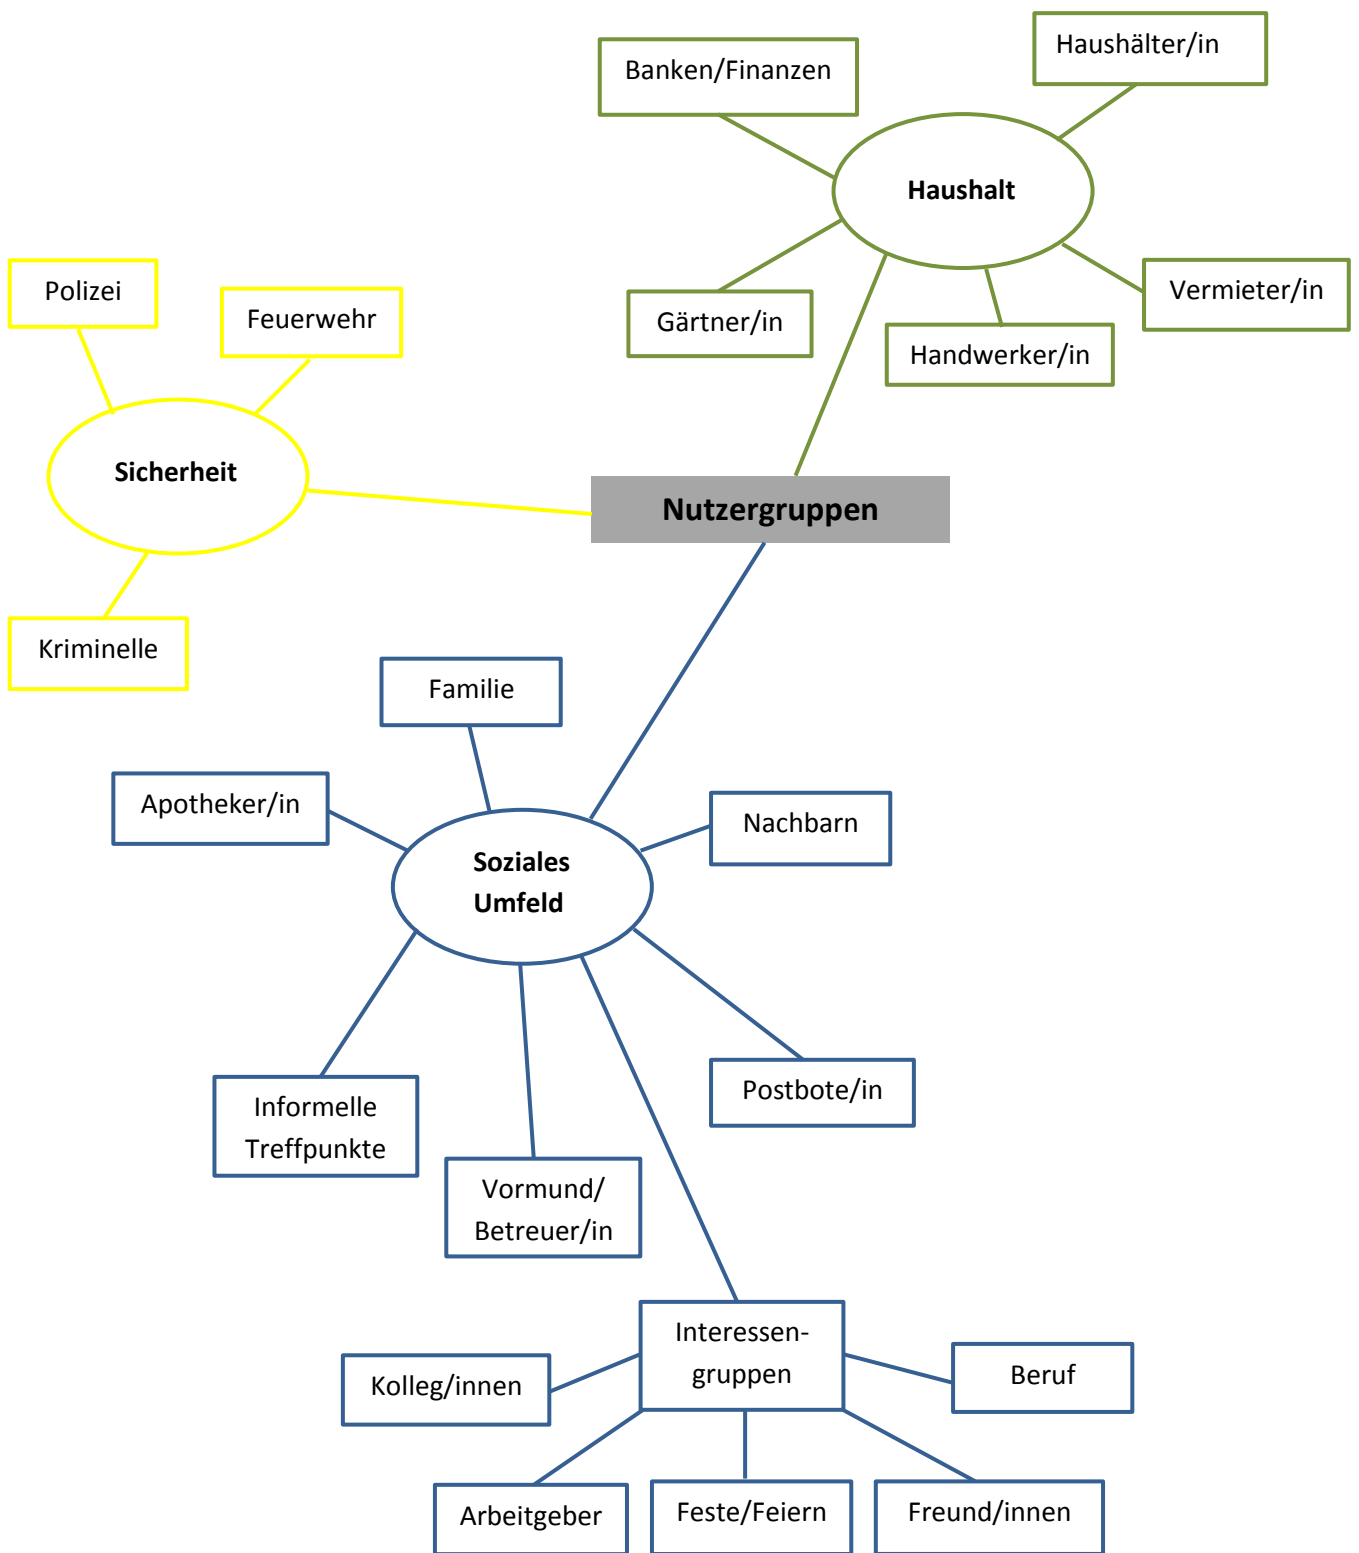 Haushälter/in
Banken/Finanzen
Haushalt
Polizei
Vermieter/in
Feuerwehr
Gärtner/in
Handwerker/in
Sicherheit
Nutzergruppen
Kriminelle
Familie
Apotheker/in
Nachbarn
Soziales
Umfeld
Postbote/in
Informelle
Treffpunkte
Vormund/
Betreuer/in
Interessen-
gruppen
Beruf
Kolleg/innen
Arbeitgeber
Feste/Feiern
Freund/innen